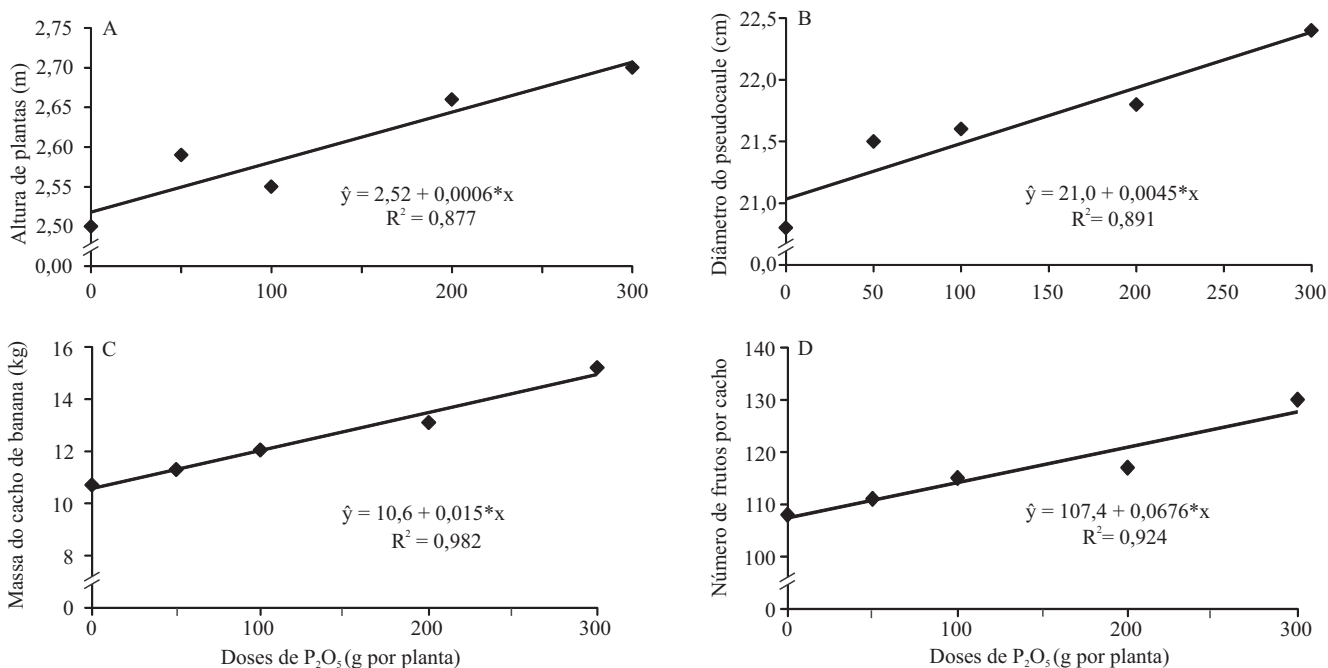 A
Altura de plantas (m)
2,75
2,70
2,65
2,60
2,55
2,50
0,00
ŷ = 2,52 + 0,0006*x
R² = 0,877
0 100 200 300
B
Diâmetro do pseudocaule (cm)
22,5
22,0
21,5
21,0
0,0
ŷ = 21,0 + 0,0045*x
R² = 0,891
0 50 100 150 200 250 300
C
Massa do cacho de banana (kg)
16
14
12
10
8
0
ŷ = 10,6 + 0,015*x
R² = 0,982
0 100 200 300
Doses de P₂O₅ (g por planta)
D
Número de frutos por cacho
140
130
120
110
100
0
ŷ = 107,4 + 0,0676*x
R²= 0,924
0 100 200 300
Doses de P₂O₅ (g por planta)